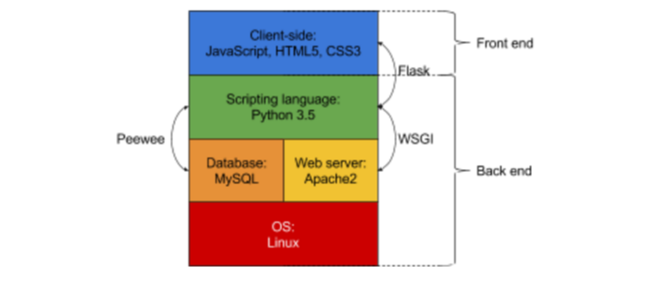 Client-side:
JavaScript, HTML5, CSS3
Front end
Flask
Scripting language:
Python 3.5
Peewee
WSGI
Database:
MySQL
Web server:
Apache2
Back end
OS:
Linux